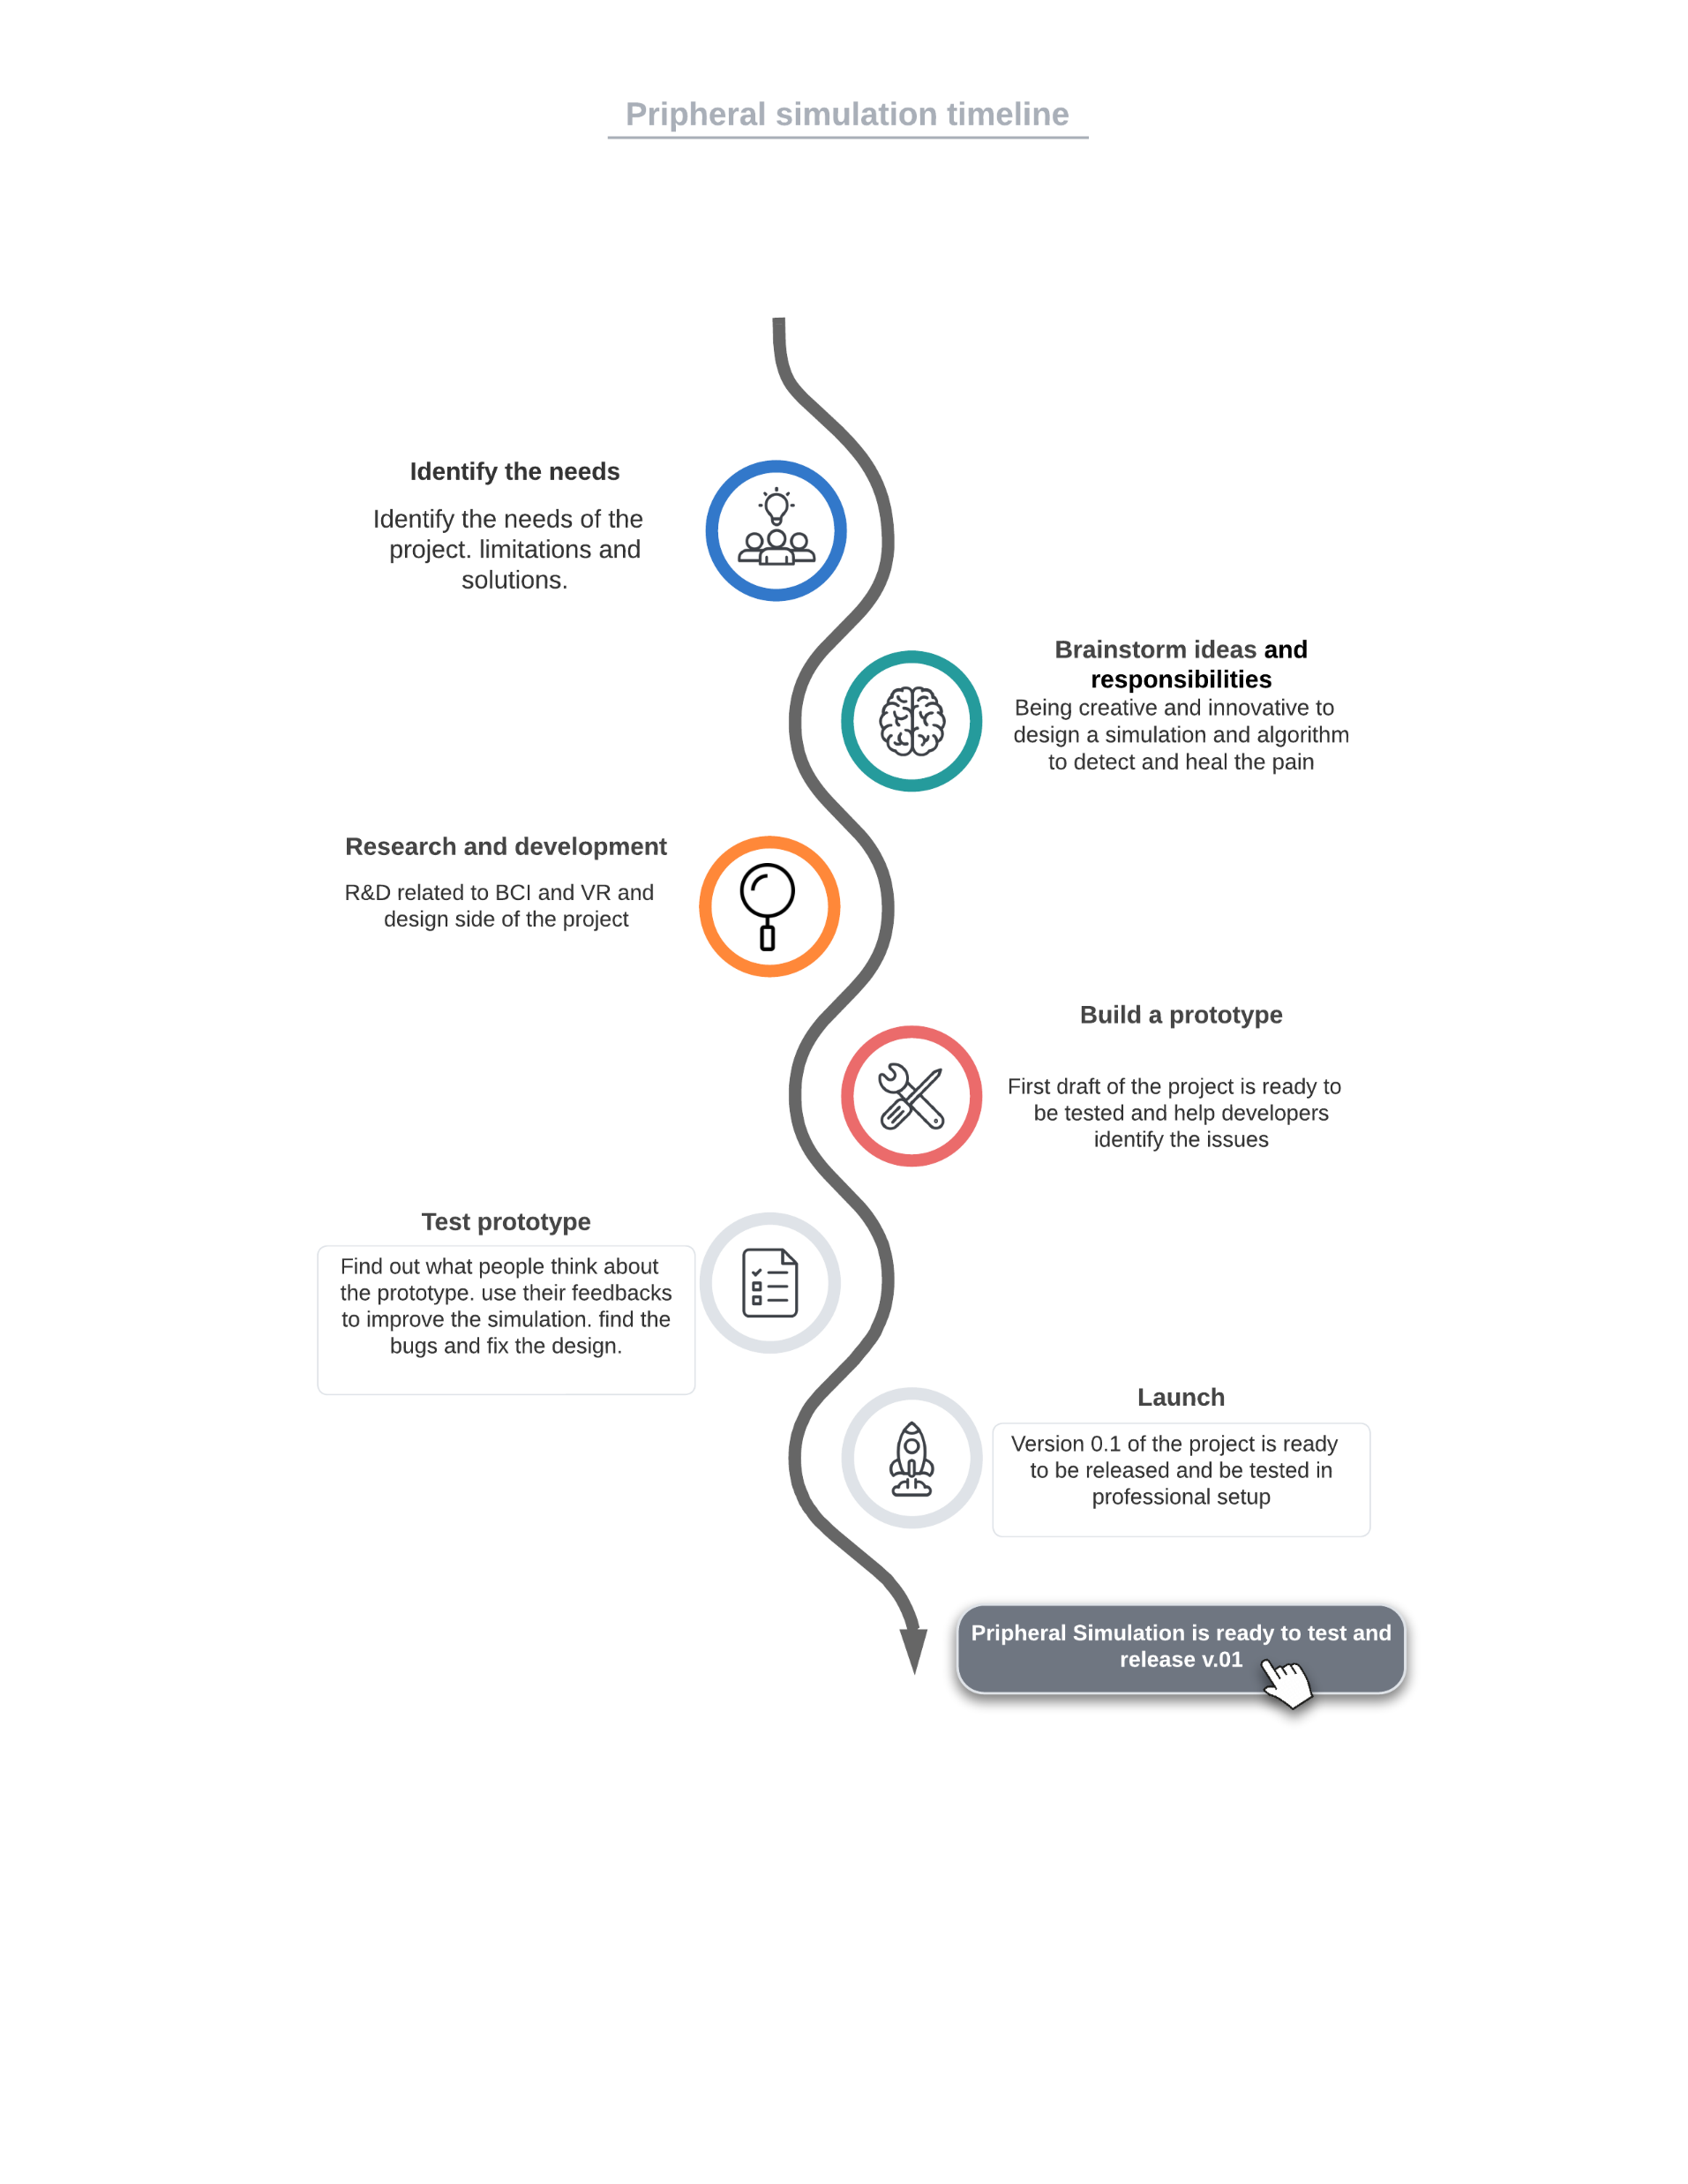 Pripheral simulation timeline
Identify the needs
Identify the needs of the
project. limitations and
solutions.
Brainstorm ideas and
responsibilities
Being creative and innovative to
design a simulation and algorithm
to detect and heal the pain
Research and development
R&D related to BCI and VR and
design side of the project
Build a prototype
First draft of the project is ready to
be tested and help developers
identify the issues
Test prototype
Find out what people think about
the prototype. use their feedbacks
to improve the simulation. find the
bugs and fix the design.
Launch
Version 0.1 of the project is ready
to be released and be tested in
professional setup
Pripheral Simulation is ready to test and
release v.01